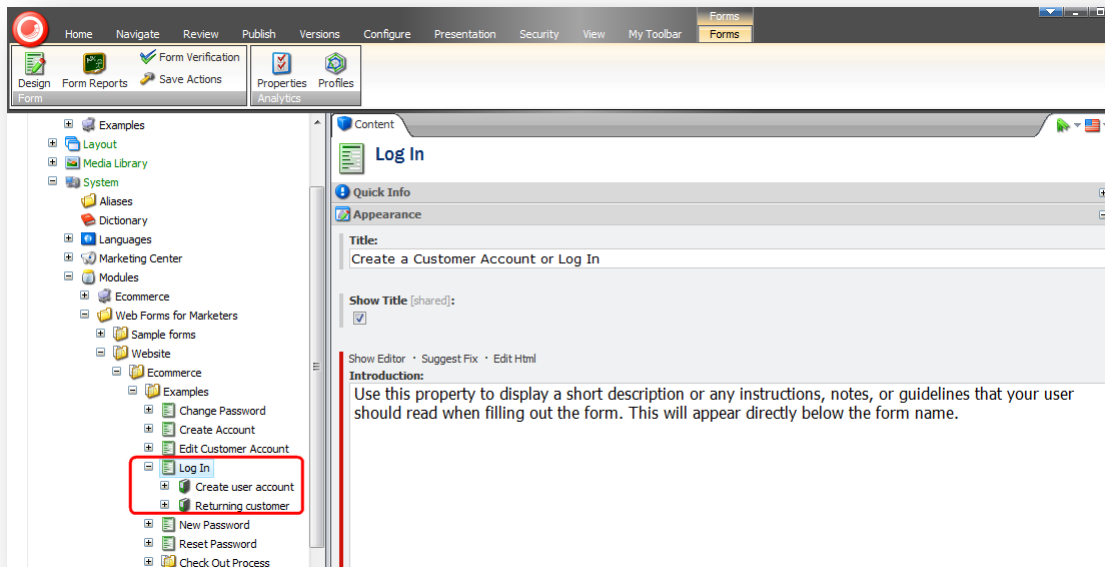 Forms
Home Navigate Review Publish Versions Configure Presentation Security View My Toolbar Forms
Design Form Reports Form Verification Save Actions Properties Profiles
Form Analytics
Examples
Layout
Media Library
System
Aliases
Dictionary
Languages
Marketing Center
Modules
Ecommerce
Web Forms for Marketers
Sample forms
Website
Ecommerce
Examples
Change Password
Create Account
Edit Customer Account
Log In
Create user account
Returning customer
New Password
Reset Password
Check Out Process
Content
Log In
Quick Info
Appearance
Title:
Create a Customer Account or Log In
Show Title [shared]:
Show Editor · Suggest Fix · Edit Html
Introduction:
Use this property to display a short description or any instructions, notes, or guidelines that your user
should read when filling out the form. This will appear directly below the form name.